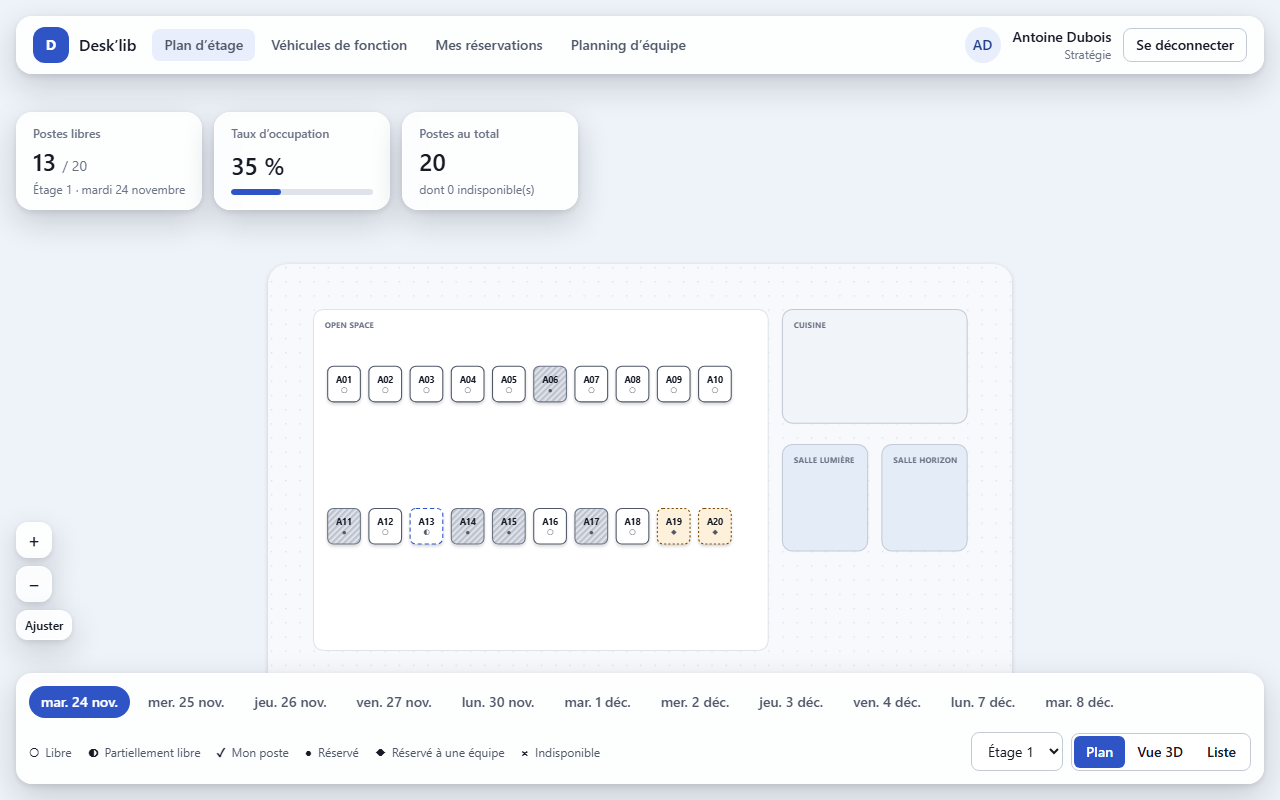 D Desk’lib Plan d’étage Véhicules de fonction Mes réservations Planning d’équipe AD Antoine Dubois Se déconnecter
Stratégie
Postes libres Taux d’occupation Postes au total
13 / 20 35 % 20
Étage 1 · mardi 24 novembre dont 0 indisponible(s)
OPEN SPACE CUISINE
A01 A02 A03 A04 A05 A06 A07 A08 A09 A10
SALLE LUMIÈRE SALLE HORIZON
A11 A12 A13 A14 A15 A16 A17 A18 A19 A20
+
−
Ajuster
mar. 24 nov. mer. 25 nov. jeu. 26 nov. ven. 27 nov. lun. 30 nov. mar. 1 déc. mer. 2 déc. jeu. 3 déc. ven. 4 déc. lun. 7 déc. mar. 8 déc.
Libre Partiellement libre Mon poste Réservé Réservé à une équipe Indisponible Étage 1 Plan Vue 3D Liste